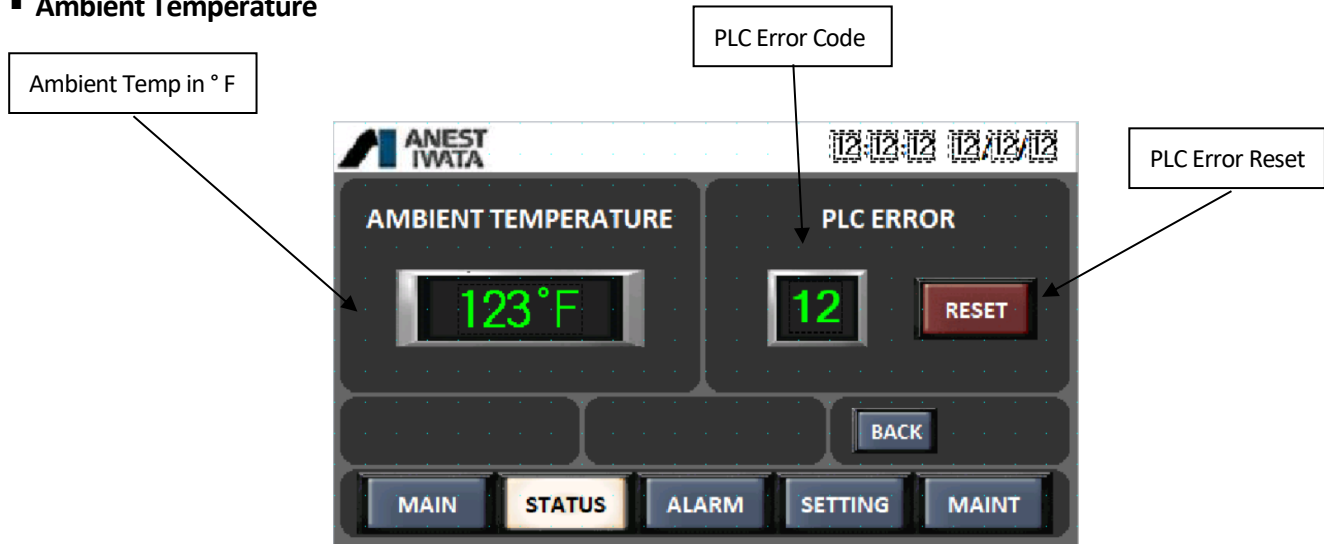 ▪ Ambient Temperature
PLC Error Code
Ambient Temp in ° F
ANEST
IWATA
12:12:12 12/12/12
PLC Error Reset
AMBIENT TEMPERATURE
PLC ERROR
123°F
12
RESET
BACK
MAIN
STATUS
ALARM
SETTING
MAINT